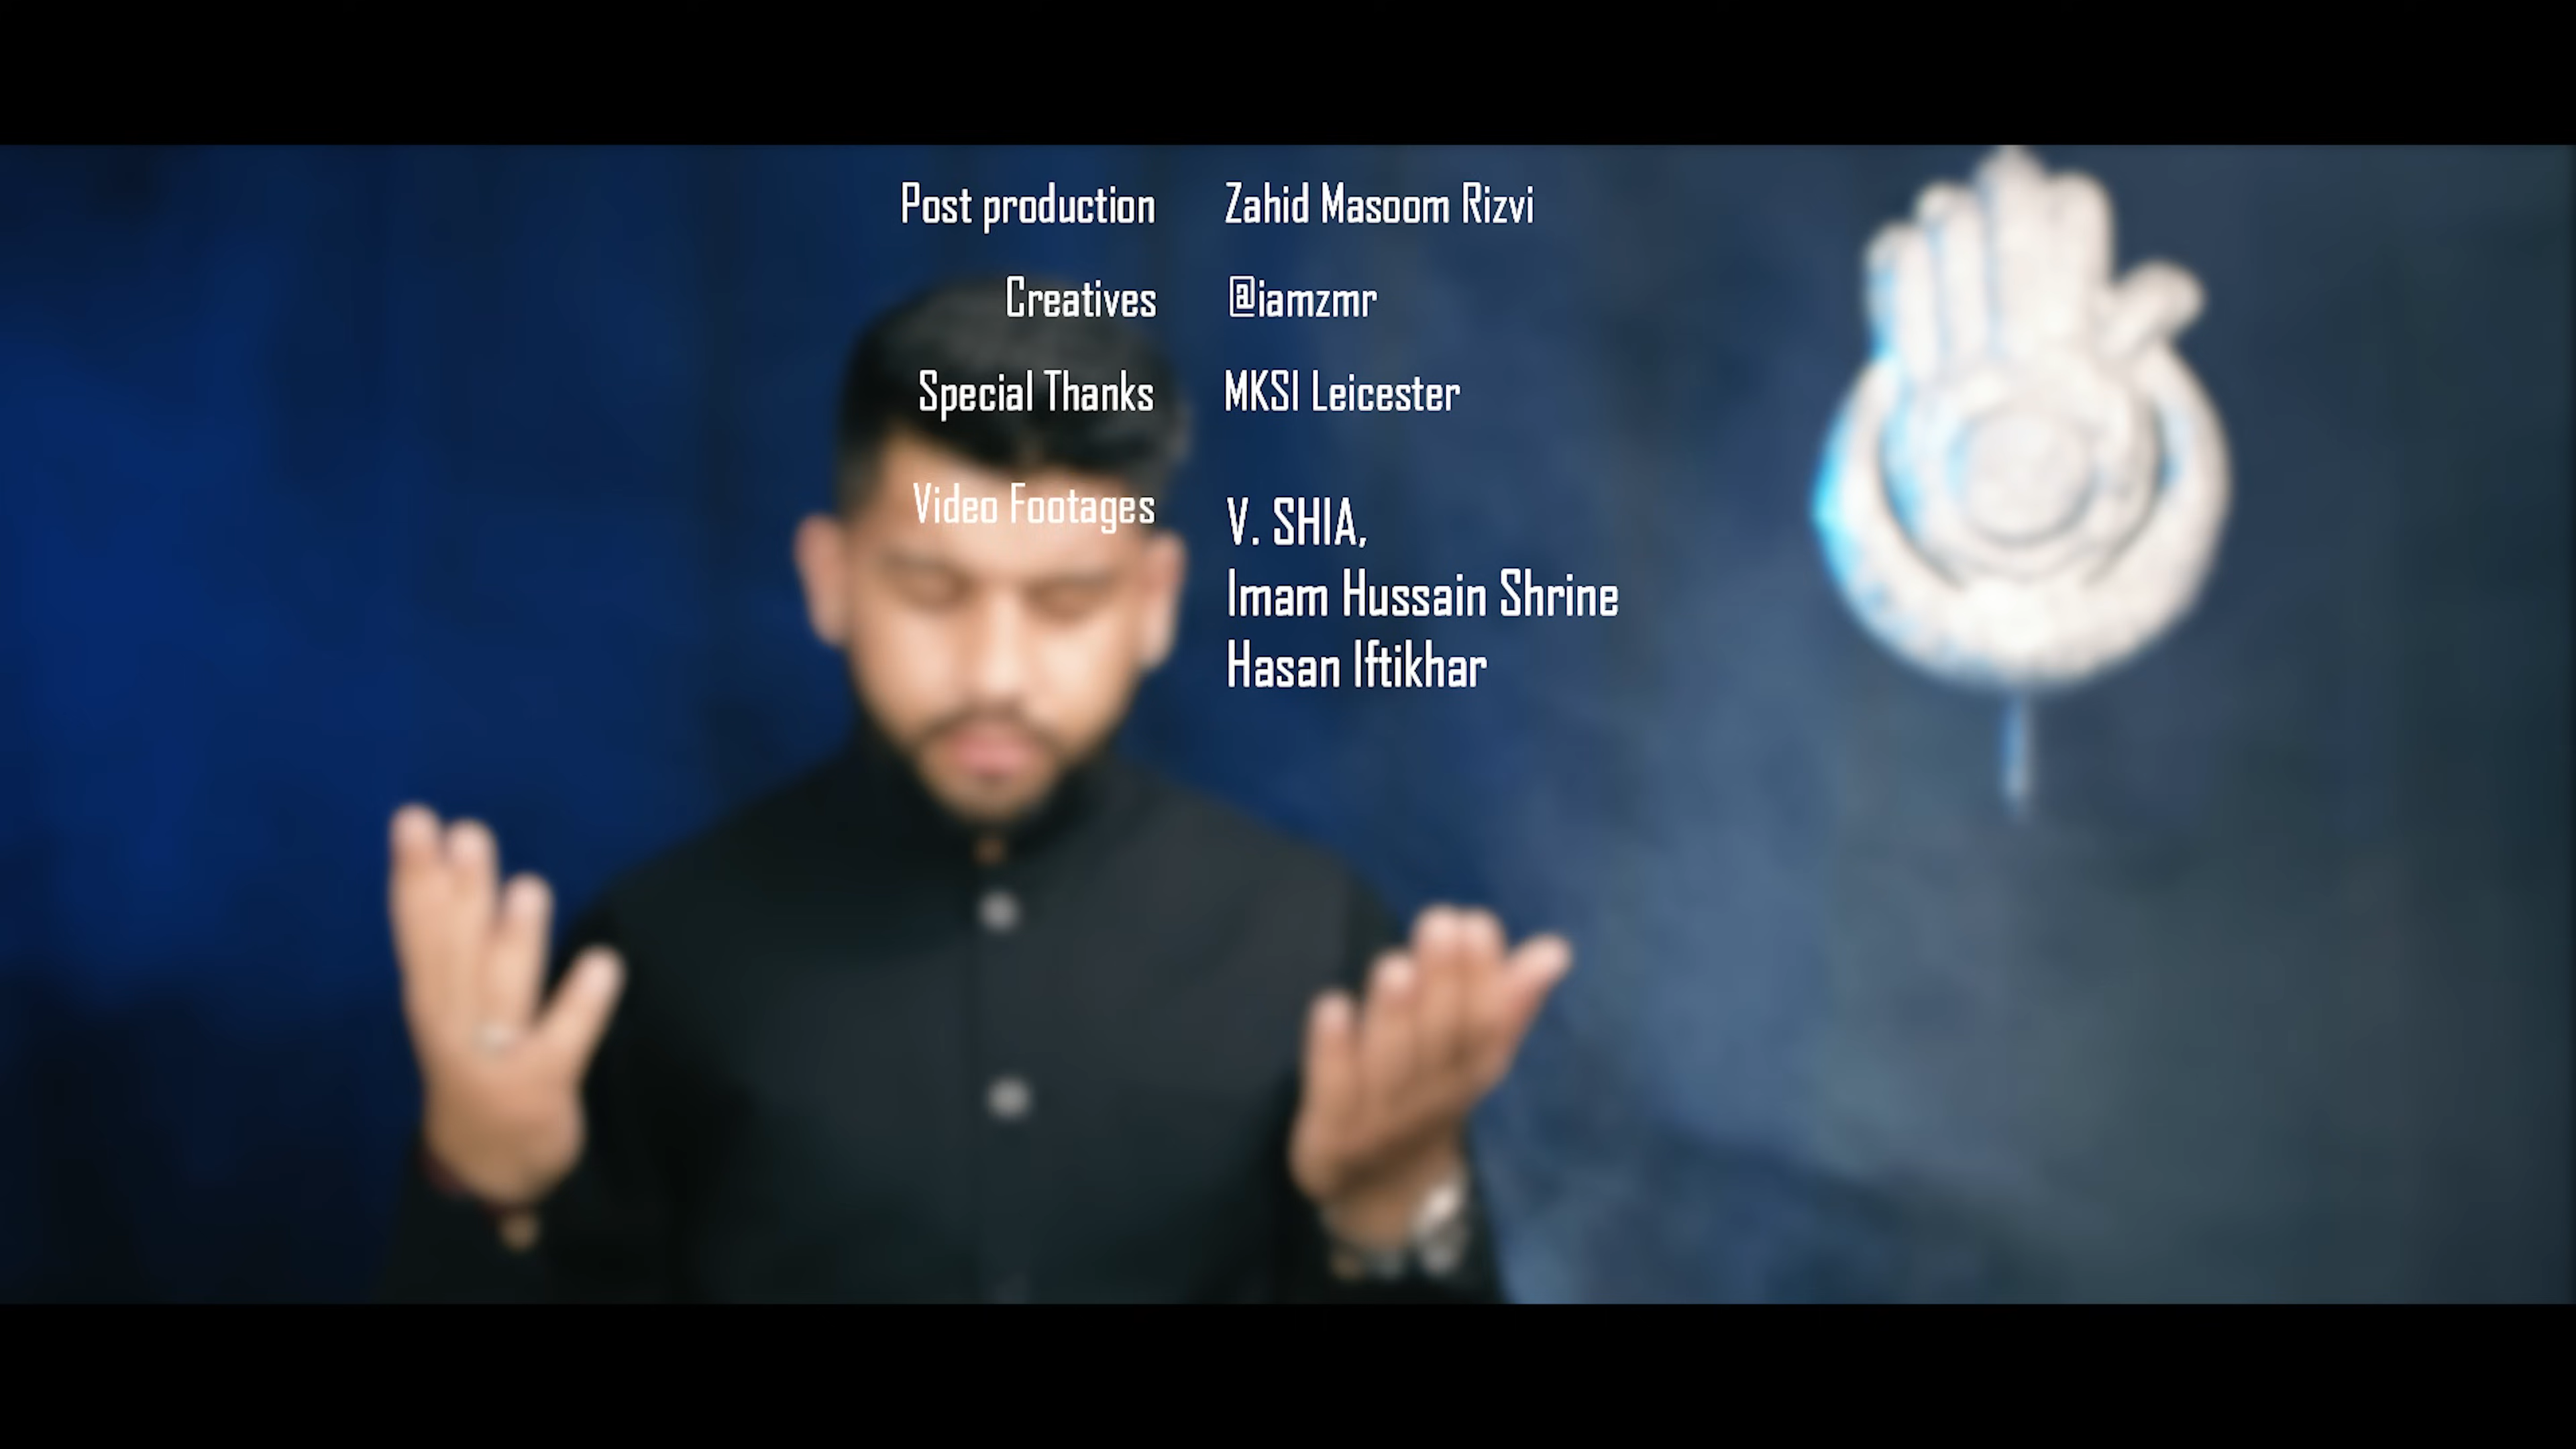 Post production Zahid Masoom Rizvi
Creatives @iamzmr
Special Thanks MKSI Leicester
Video Footages V. SHIA,
Imam Hussain Shrine
Hasan Iftikhar